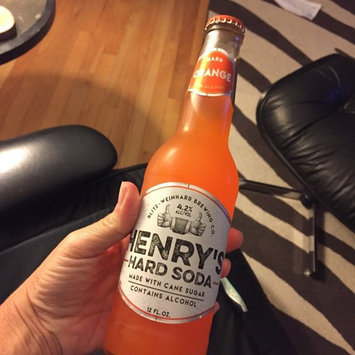 HARD
ORANGE
BLITZ-WEINHARD BREWING CO.
4.2%
ALC/VOL
HENRY'S
HARD SODA
MADE WITH CANE SUGAR
CONTAINS ALCOHOL
12 FL. OZ.